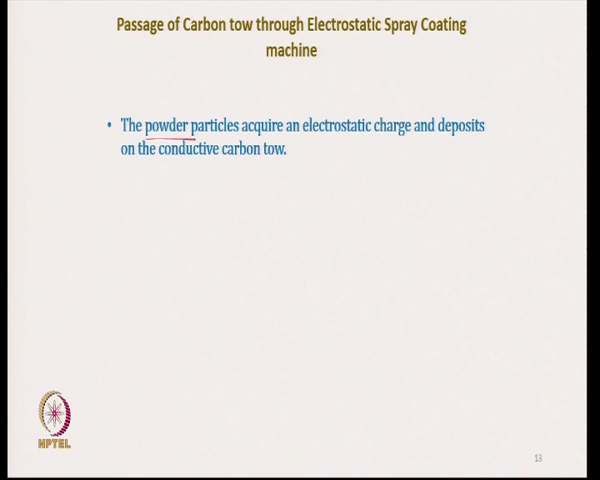 Passage of Carbon tow through Electrostatic Spray Coating
machine
• The powder particles acquire an electrostatic charge and deposits
on the conductive carbon tow.
NPTEL
13